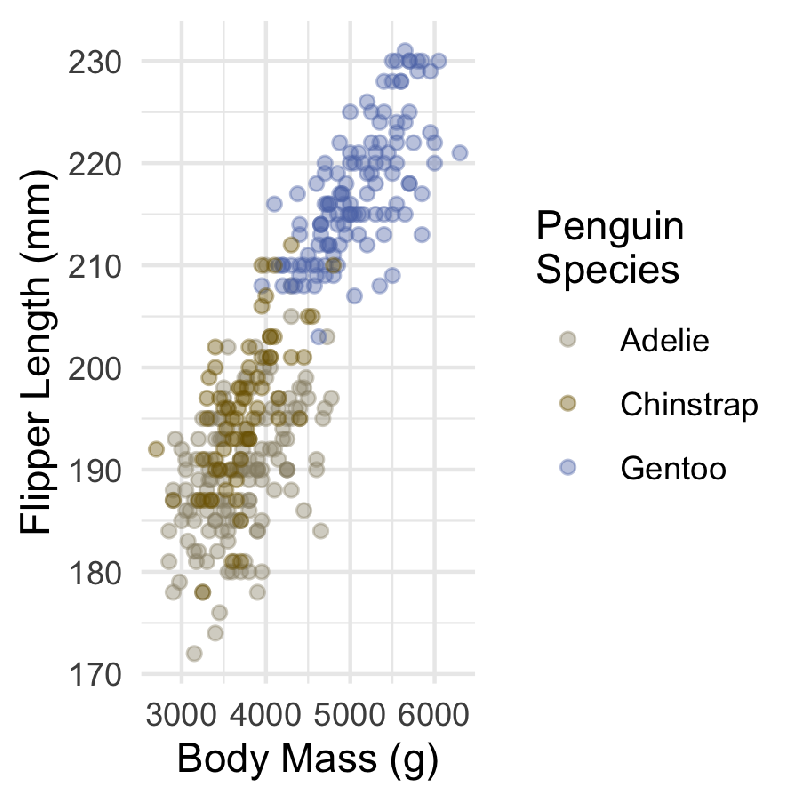 230
220
210
200
190
180
170
Flipper Length (mm)
3000 4000 5000 6000
Body Mass (g)
Penguin
Species
Adelie
Chinstrap
Gentoo